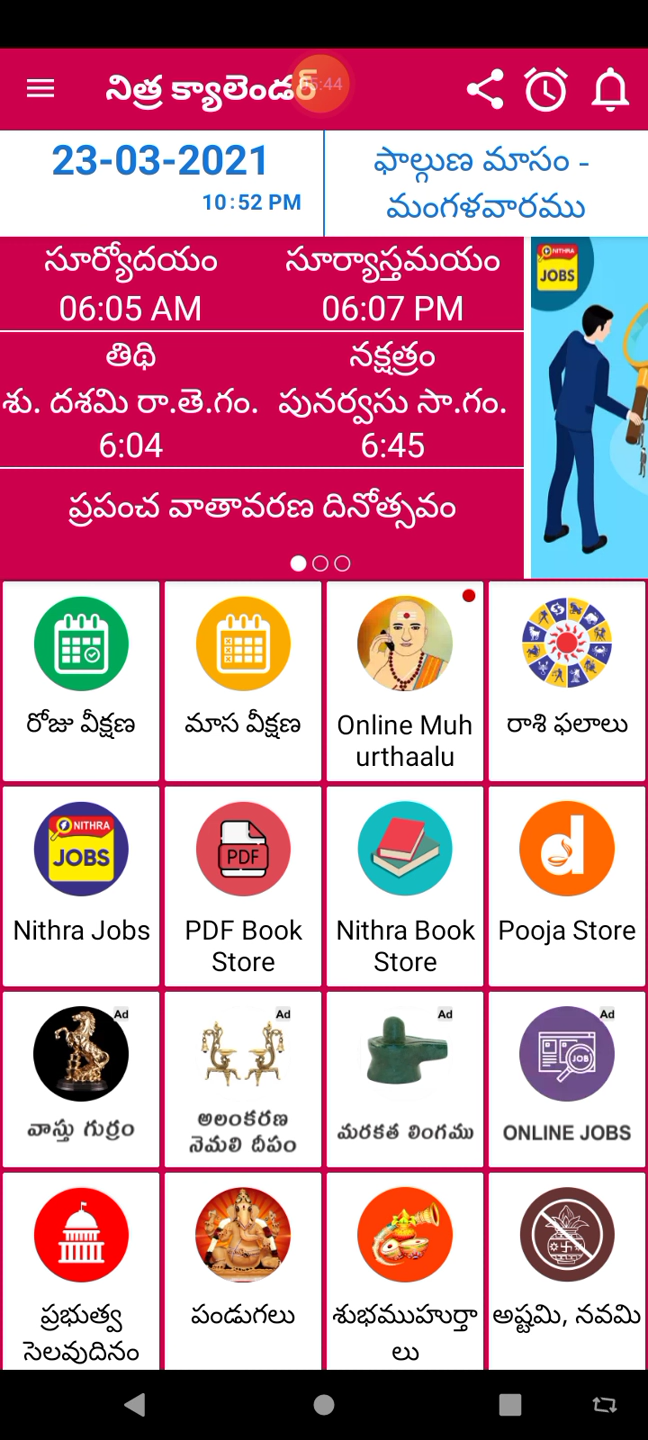 నిత్ర క్యాలెండర్
05:44
23-03-2021
10:52 PM
ఫాల్గుణ మాసం -
మంగళవారము
సూర్యోదయం
06:05 AM
సూర్యాస్తమయం
06:07 PM
తిథి
శు. దశమి రా.తె.గం.
6:04
నక్షత్రం
పునర్వసు సా.గం.
6:45
ప్రపంచ వాతావరణ దినోత్సవం
NITHRA
JOBS
రోజు వీక్షణ
మాస వీక్షణ
Online Muh
urthaalu
రాశి ఫలాలు
NITHRA
JOBS
Nithra Jobs
PDF
PDF Book
Store
Nithra Book
Store
d
Pooja Store
Ad
వాస్తు గుర్రం
Ad
అలంకరణ
నెమలి దీపం
Ad
మరకత లింగము
Ad
JOB
ONLINE JOBS
ప్రభుత్వ
సెలవుదినం
పండుగలు
శుభముహుర్తా
లు
అష్టమి, నవమి